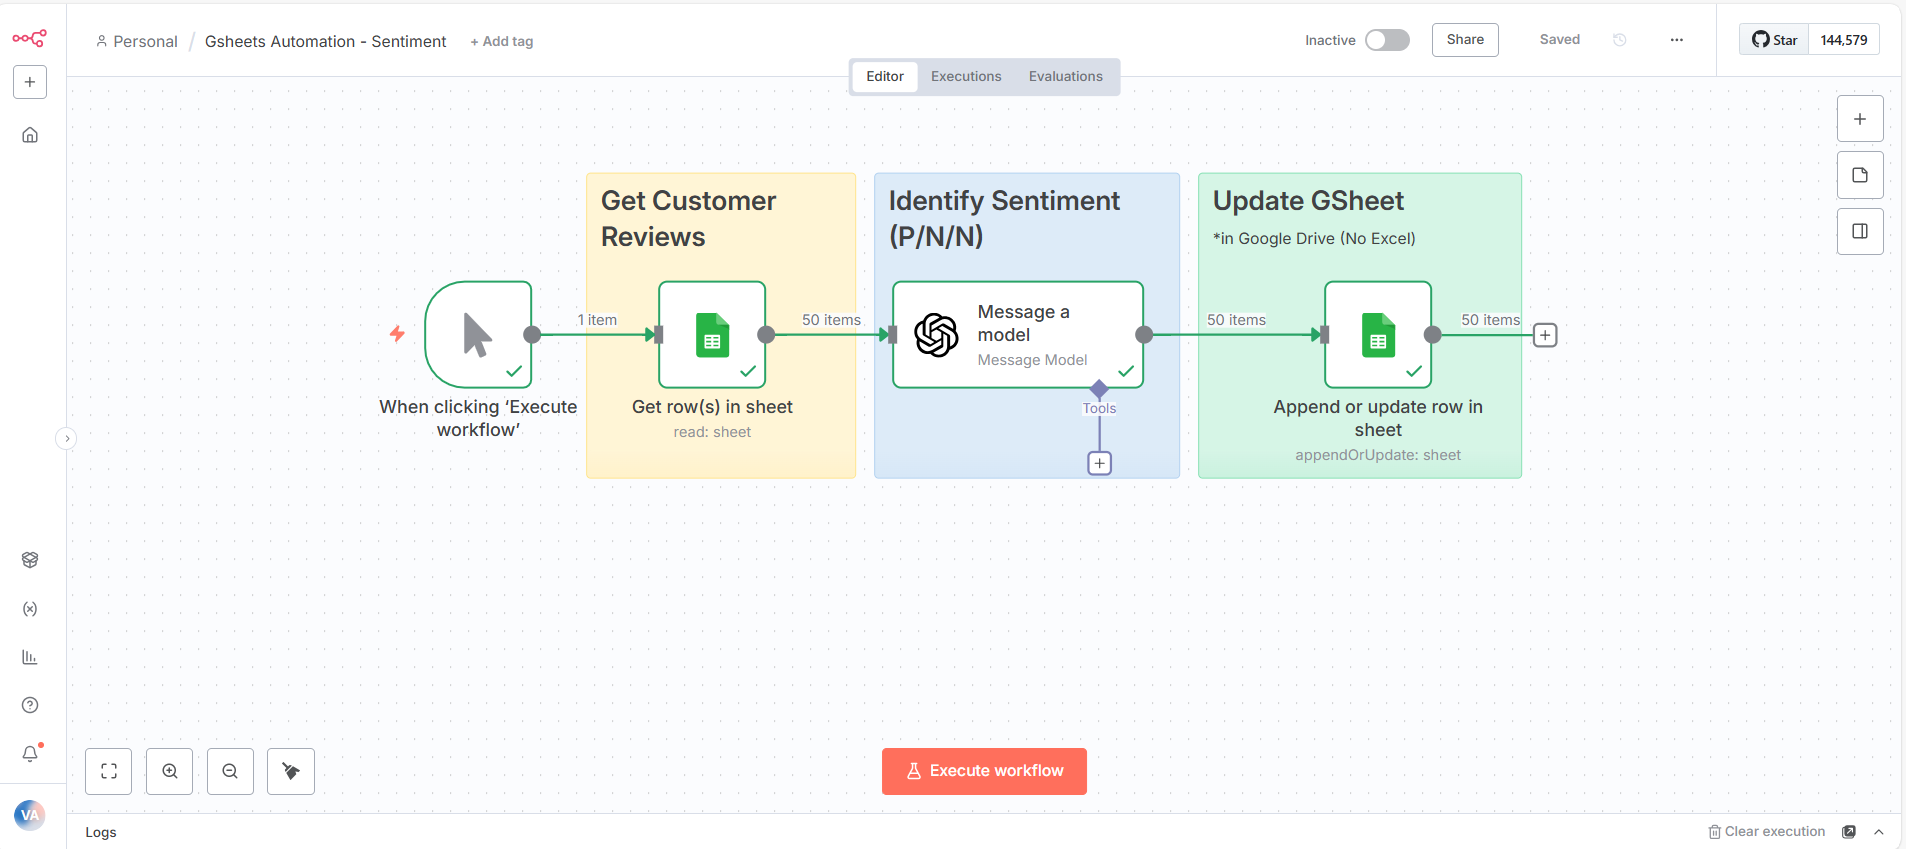 Personal / Gsheets Automation - Sentiment + Add tag
Inactive
Share
Saved
Star 144,579
Editor Executions Evaluations
Get Customer
Reviews
Identify Sentiment
(P/N/N)
Update GSheet
*in Google Drive (No Excel)
1 item
50 items
Message a
model
Message Model
50 items
50 items
When clicking ‘Execute
workflow’
Get row(s) in sheet
read: sheet
Tools
Append or update row in
sheet
appendOrUpdate: sheet
Execute workflow
VA
Logs
Clear execution